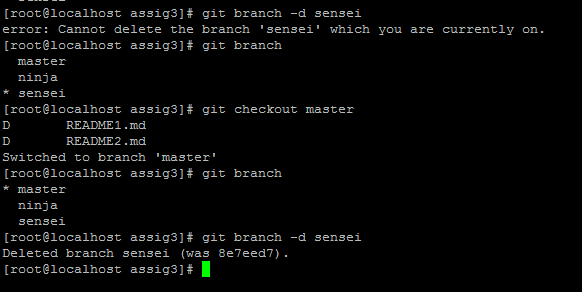 [root@localhost assig3]# git branch -d sensei
error: Cannot delete the branch 'sensei' which you are currently on.
[root@localhost assig3]# git branch
  master
  ninja
* sensei
[root@localhost assig3]# git checkout master
D       README1.md
D       README2.md
Switched to branch 'master'
[root@localhost assig3]# git branch
* master
  ninja
  sensei
[root@localhost assig3]# git branch -d sensei
Deleted branch sensei (was 8e7eed7).
[root@localhost assig3]#